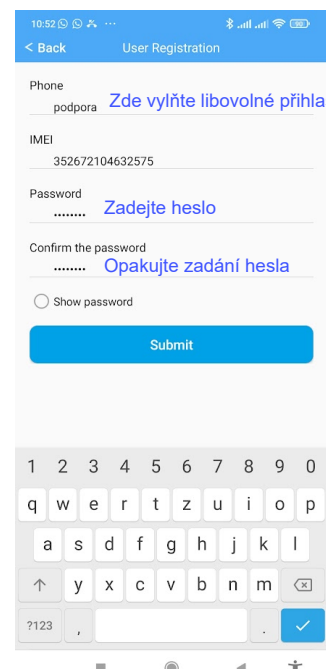 10:52 ...
90
< Back User Registration
Phone
podpora Zde vylňte libovolné přihla
IMEI
352672104632575
Password
........ Zadejte heslo
Confirm the password
........ Opakujte zadání hesla
Show password
Submit
1 2 3 4 5 6 7 8 9 0
q w e r t z u i o p
a s d f g h j k l
y x c v b n m
?123 , .